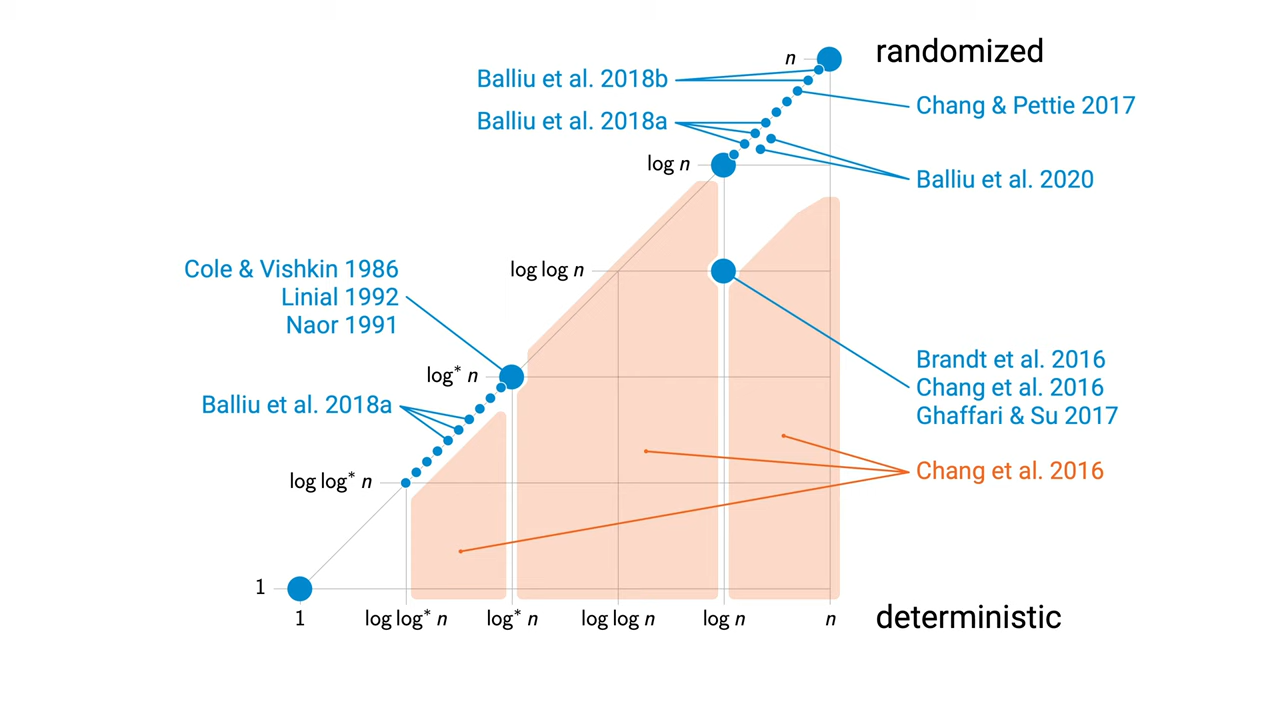 n
randomized
Balliu et al. 2018b
Chang & Pettie 2017
Balliu et al. 2018a
log n
Balliu et al. 2020
Cole & Vishkin 1986
Linial 1992
Naor 1991
log log n
Brandt et al. 2016
Chang et al. 2016
Ghaffari & Su 2017
log* n
Balliu et al. 2018a
Chang et al. 2016
log log* n
1
1
log log* n
log* n
log log n
log n
n
deterministic